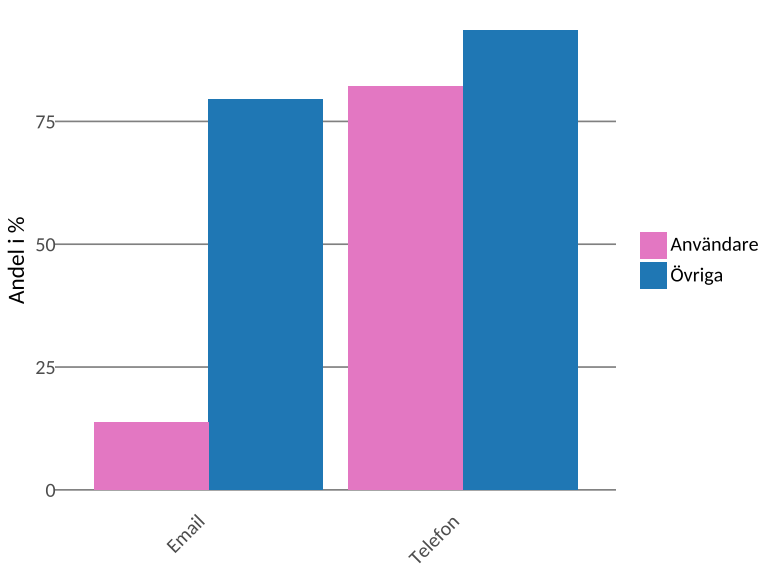 Andel i %
75
50
25
0
Email
Telefon
Användare
Övriga